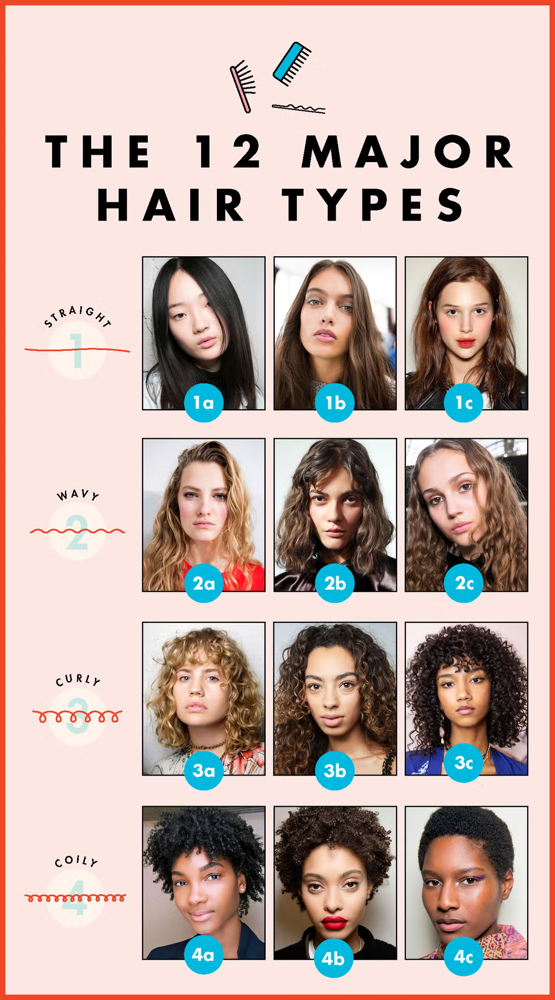 THE 12 MAJOR
HAIR TYPES
STRAIGHT
1
1a
1b
1c
WAVY
2
2a
2b
2c
CURLY
3
3a
3b
3c
COILY
4
4a
4b
4c